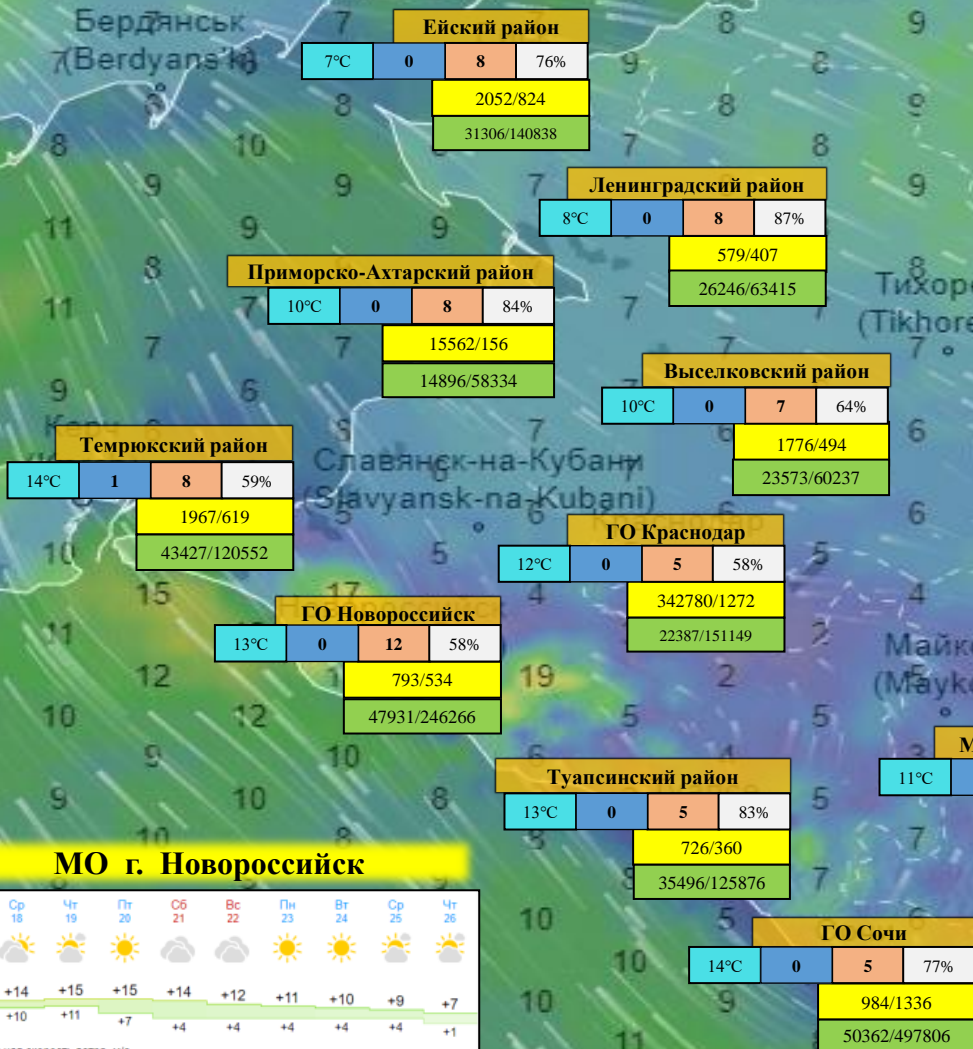 Бердянськ
(Berdyans'k)
Ейский район
7°C 0 8 76%
2052/824
31306/140838
Ленинградский район
8°C 0 8 87%
579/407
26246/63415
Приморско-Ахтарский район
10°C 0 8 84%
15562/156
14896/58334
Тихоре
(Tikhore
Выселковский район
10°C 0 7 64%
1776/494
23573/60237
Темрюкский район
14°C 1 8 59%
1967/619
43427/120552
Славянск-на-Кубани
(Slavyansk-na-Kubani)
ГО Краснодар
12°C 0 5 58%
342780/1272
22387/151149
ГО Новороссийск
13°C 0 12 58%
793/534
47931/246266
Майко
(Mayko
М
11°C
Туапсинский район
13°C 0 5 83%
726/360
35496/125876
ГО Сочи
14°C 0 5 77%
984/1336
50362/497806
МО г. Новороссийск
Ср Чт Пт Сб Вс Пн Вт Ср Чт
18 19 20 21 22 23 24 25 26
+14 +15 +15 +14 +12 +11 +10 +9 +7
+10 +11 +7 +4 +4 +4 +4 +4 +1